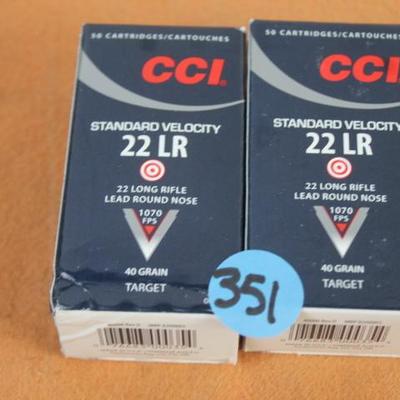 50 CARTRIDGES/CARTOUCHES
CCI
STANDARD VELOCITY
22 LR
22 LONG RIFLE
LEAD ROUND NOSE
1070
FPS
40 GRAIN
TARGET
50 CARTRIDGES/CARTOUCHES
CCI
STANDARD VELOCITY
22 LR
22 LONG RIFLE
LEAD ROUND NOSE
1070
FPS
40 GRAIN
TARGET
351